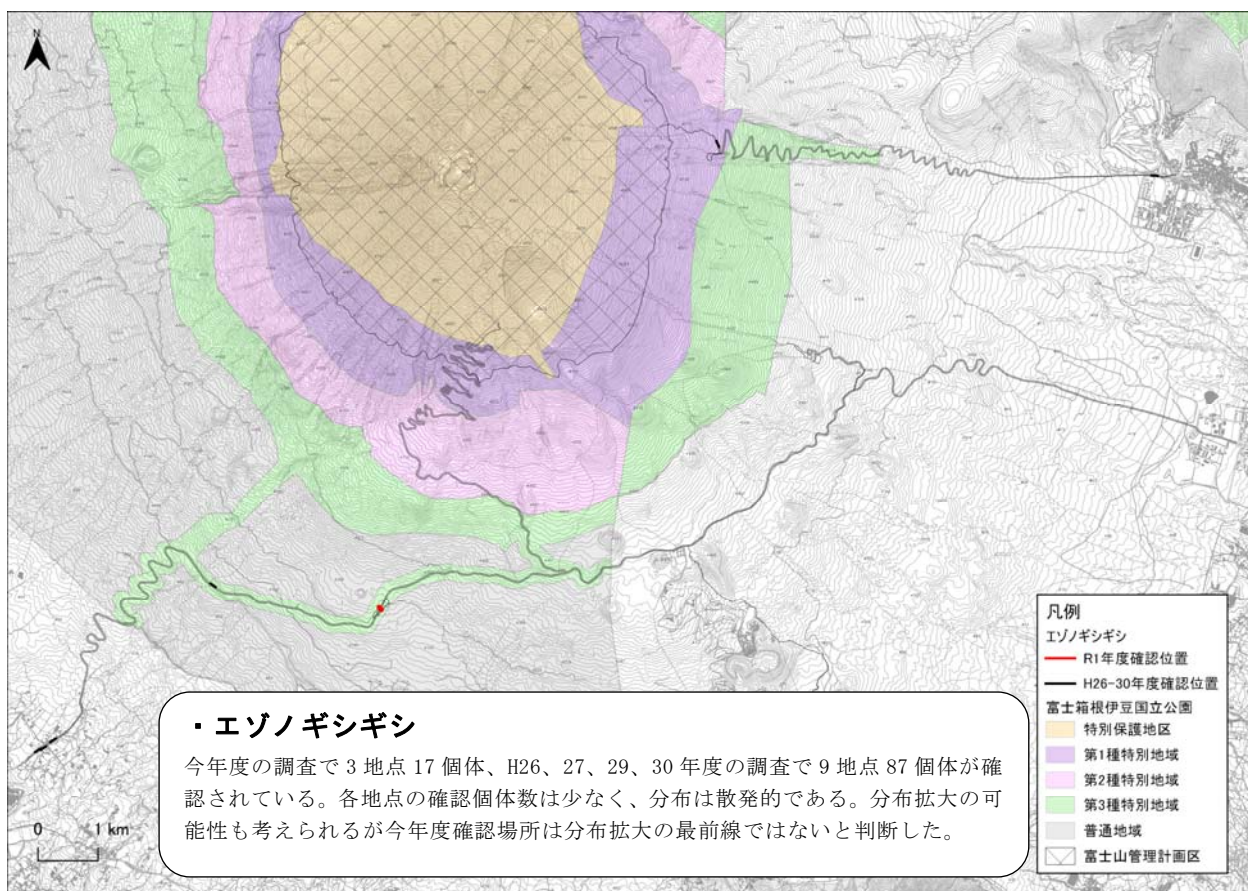 N
凡例
エゾノギシギシ
R1年度確認位置
H26-30年度確認位置
富士箱根伊豆国立公園
特別保護地区
第1種特別地域
第2種特別地域
第3種特別地域
普通地域
富士山管理計画区
・エゾノギシギシ
今年度の調査で 3 地点 17 個体、H26、27、29、30 年度の調査で 9 地点 87 個体が確
認されている。各地点の確認個体数は少なく、分布は散発的である。分布拡大の可
能性も考えられるが今年度確認場所は分布拡大の最前線ではないと判断した。
0 1 km